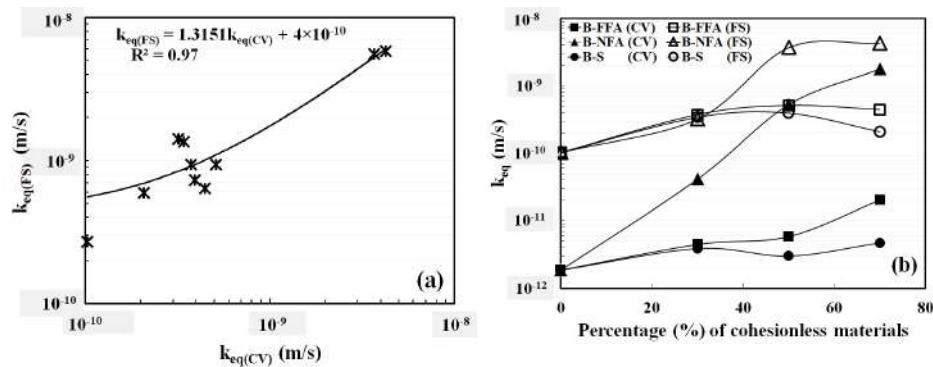 10⁻⁸
k_eq(FS) = 1.3151k_eq(CV) + 4×10⁻¹⁰
R² = 0.97
k_eq(FS) (m/s)
10⁻⁹
10⁻¹⁰
(a)
10⁻¹⁰ 10⁻⁹ 10⁻⁸
k_eq(CV) (m/s)
B-FFA (CV) B-FFA (FS)
B-NFA (CV) B-NFA (FS)
B-S (CV) B-S (FS)
10⁻⁸
10⁻⁹
10⁻¹⁰
10⁻¹¹
10⁻¹²
k_eq (m/s)
(b)
0 20 40 60 80
Percentage (%) of cohesionless materials